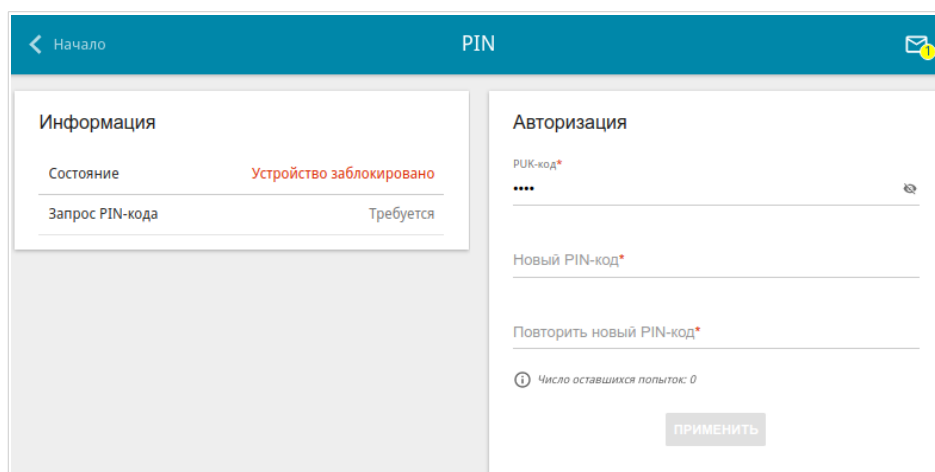 Начало
PIN
1
Информация
Состояние Устройство заблокировано
Запрос PIN-кода Требуется
Авторизация
PUK-код*
••••
Новый PIN-код*
Повторить новый PIN-код*
Число оставшихся попыток: 0
ПРИМЕНИТЬ